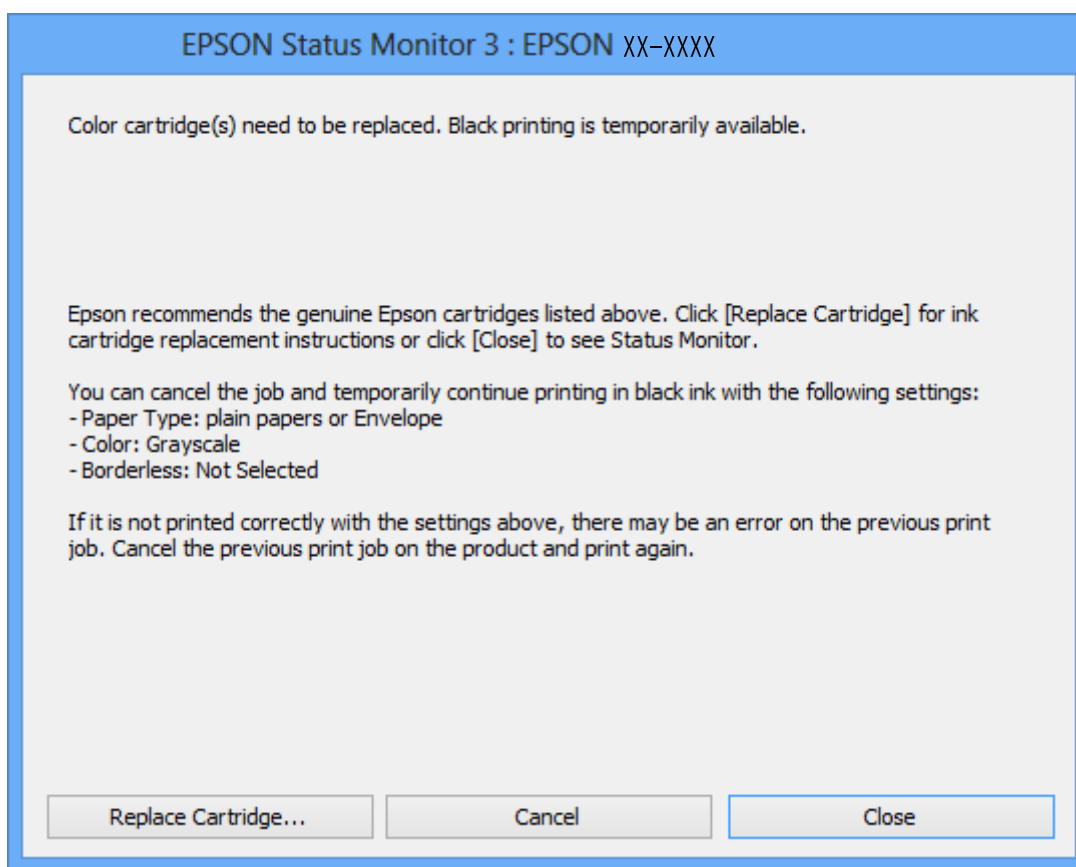 EPSON Status Monitor 3 : EPSON XX-XXXX
Color cartridge(s) need to be replaced. Black printing is temporarily available.
Epson recommends the genuine Epson cartridges listed above. Click [Replace Cartridge] for ink
cartridge replacement instructions or click [Close] to see Status Monitor.
You can cancel the job and temporarily continue printing in black ink with the following settings:
- Paper Type: plain papers or Envelope
- Color: Grayscale
- Borderless: Not Selected
If it is not printed correctly with the settings above, there may be an error on the previous print
job. Cancel the previous print job on the product and print again.
Replace Cartridge... Cancel Close